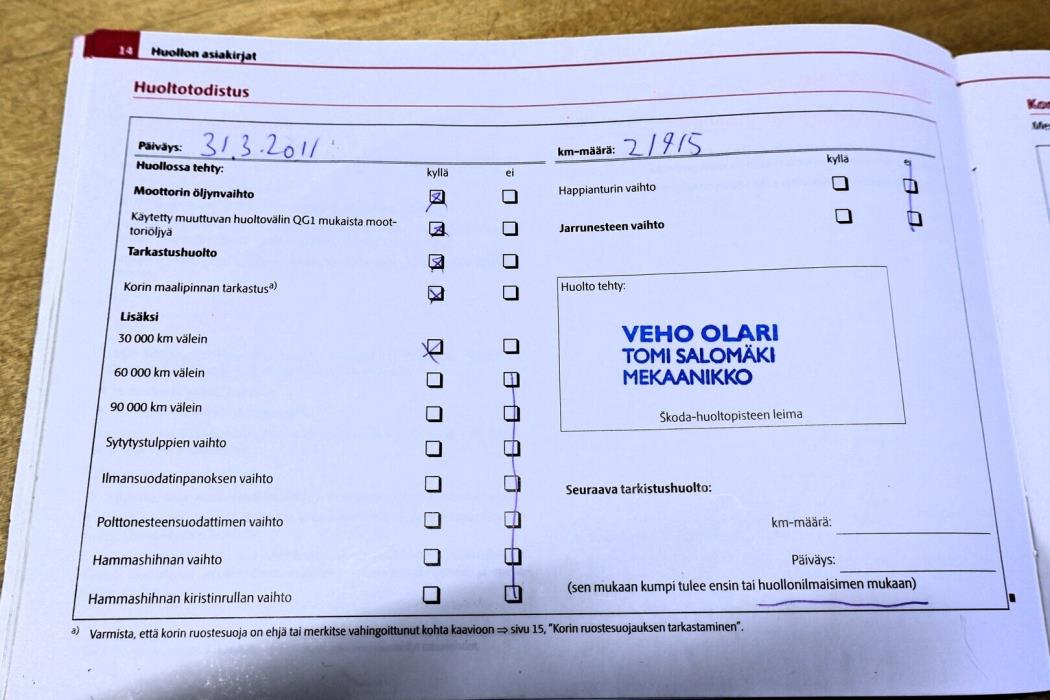 14 Huollon asiakirjat
Huoltotodistus
Päiväys: 31.3.2011
km-määrä: 21915
Huollossa tehty:
kyllä ei
kyllä ei
Moottorin öljynvaihto
Käytetty muuttuvan huoltovälin QG1 mukaista moot-
toriöljyä
Tarkastushuolto
Korin maalipinnan tarkastus a)
Lisäksi
30 000 km välein
60 000 km välein
90 000 km välein
Sytytystulppien vaihto
Ilmansuodatinpanoksen vaihto
Polttonesteensuodattimen vaihto
Hammashihnan vaihto
Hammashihnan kiristinrullan vaihto
Happianturin vaihto
Jarrunesteen vaihto
Huolto tehty:
VEHO OLARI
TOMI SALOMÄKI
MEKAANIKKO
Škoda-huoltopisteen leima
Seuraava tarkistushuolto:
km-määrä:
Päiväys:
(sen mukaan kumpi tulee ensin tai huollonilmaisimen mukaan)
a) Varmista, että korin ruostesuoja on ehjä tai merkitse vahingoittunut kohta kaavioon ⇒ sivu 15, "Korin ruostesuojauksen tarkastaminen".